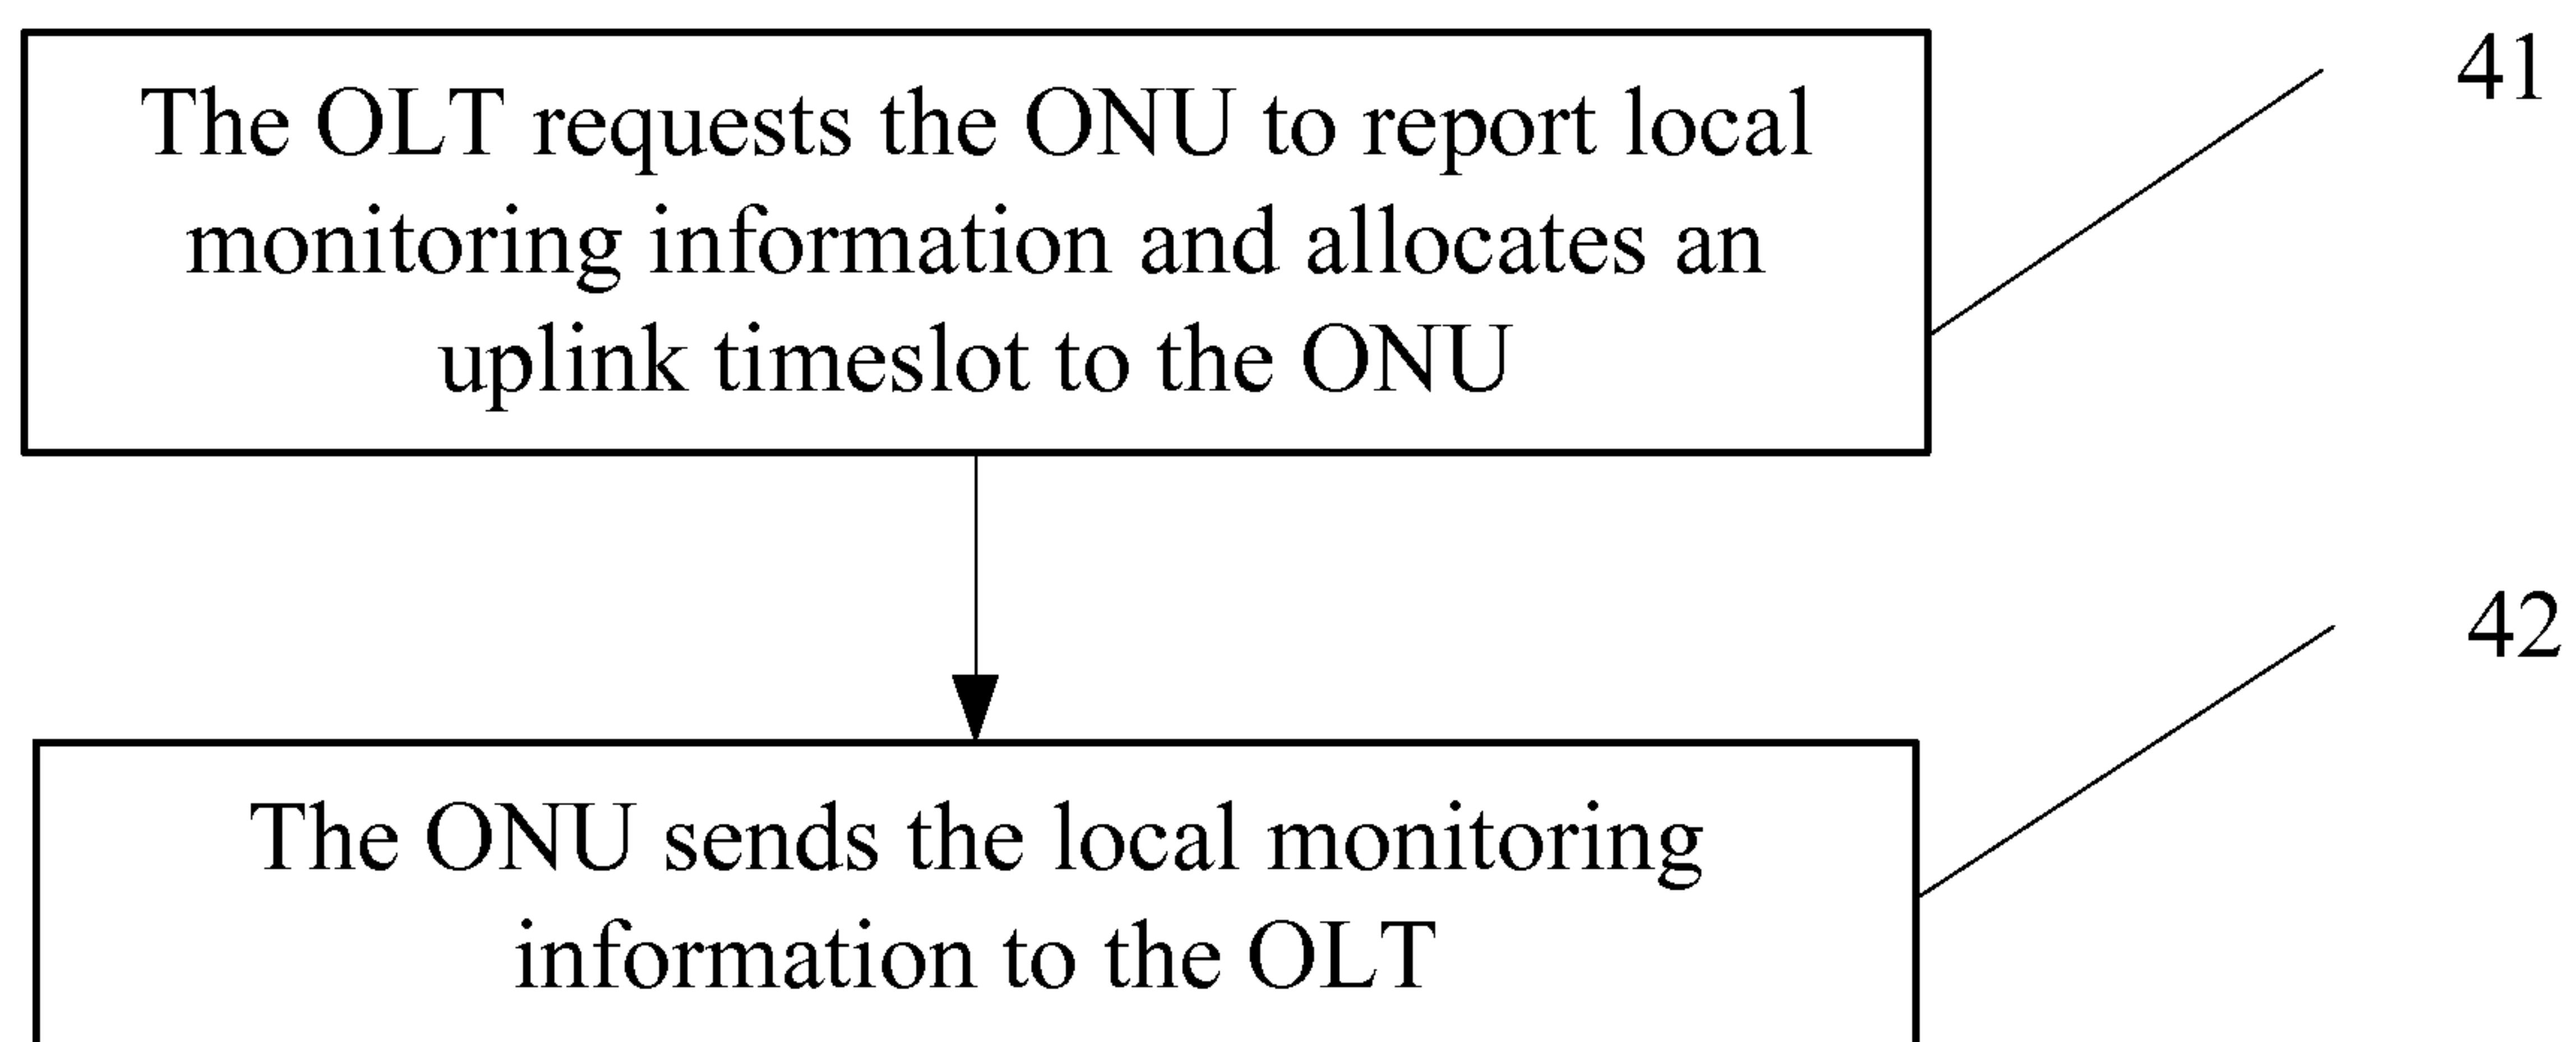 The OLT requests the ONU to report local
monitoring information and allocates an
uplink timeslot to the ONU
41
42
The ONU sends the local monitoring
information to the OLT